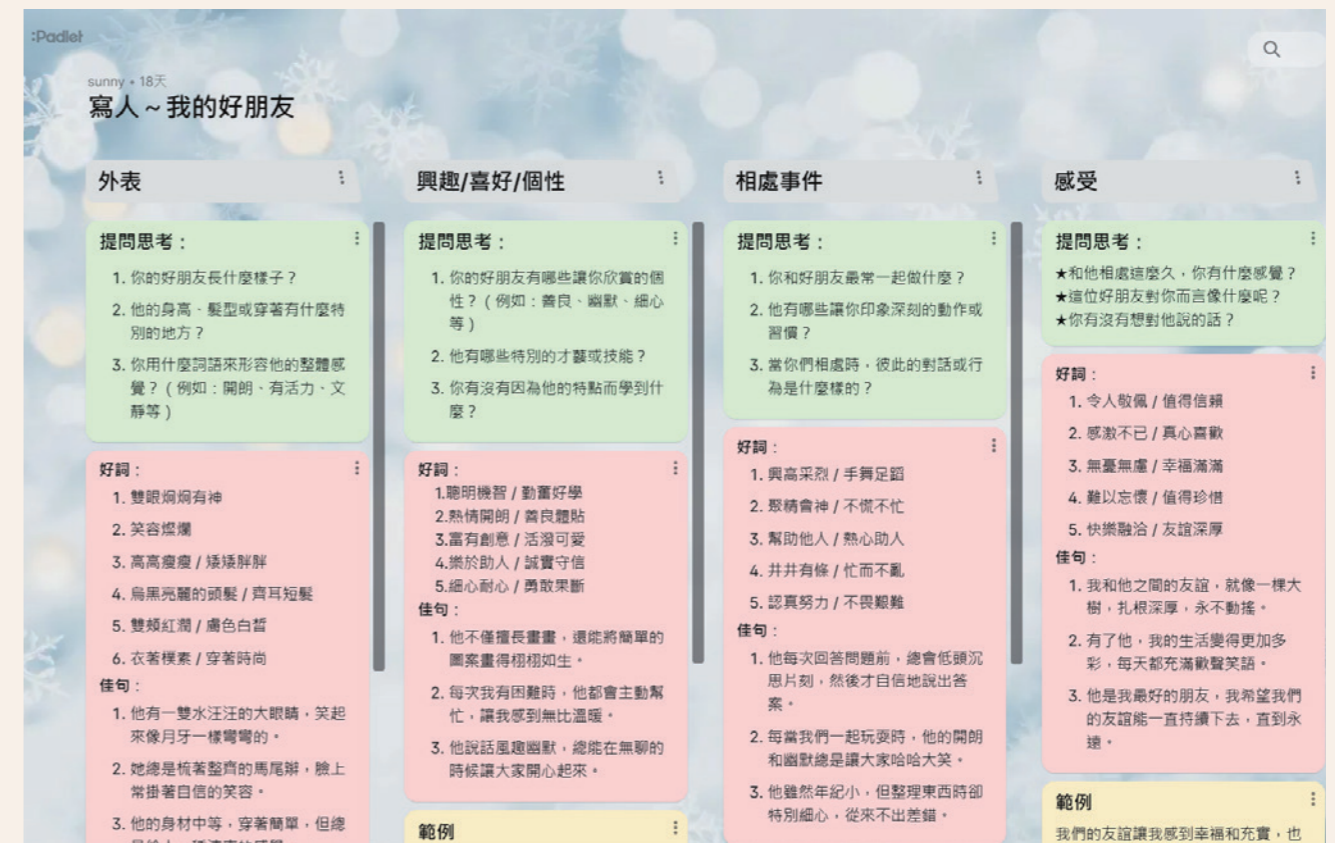 :Padlet
sunny • 18天
寫人～我的好朋友
外表
提問思考：
1. 你的好朋友長什麼樣子？
2. 他的身高、髮型或穿著有什麼特
別的地方？
3. 你用什麼詞語來形容他的整體感
覺？（例如：開朗、有活力、文
靜等）
好詞：
1. 雙眼炯炯有神
2. 笑容燦爛
3. 高高瘦瘦 / 矮矮胖胖
4. 烏黑亮麗的頭髮 / 齊耳短髮
5. 雙頰紅潤 / 膚色白皙
6. 衣著樸素 / 穿著時尚
佳句：
1. 他有一雙水汪汪的大眼睛，笑起
來像月牙一樣彎彎的。
2. 她總是梳著整齊的馬尾辮，臉上
常掛著自信的笑容。
3. 他的身材中等，穿著簡單，但總
興趣/喜好/個性
提問思考：
1. 你的好朋友有哪些讓你欣賞的個
性？（例如：善良、幽默、細心
等）
2. 他有哪些特別的才藝或技能？
3. 你有沒有因為他的特點而學到什
麼？
好詞：
1.聰明機智 / 勤奮好學
2.熱情開朗 / 善良體貼
3.富有創意 / 活潑可愛
4.樂於助人 / 誠實守信
5.細心耐心 / 勇敢果斷
佳句：
1. 他不僅擅長畫畫，還能將簡單的
圖案畫得栩栩如生。
2. 每次我有困難時，他都會主動幫
忙，讓我感到無比溫暖。
3. 他說話風趣幽默，總能在無聊的
時候讓大家開心起來。
範例
相處事件
提問思考：
1. 你和好朋友最常一起做什麼？
2. 他有哪些讓你印象深刻的動作或
習慣？
3. 當你們相處時，彼此的對話或行
為是什麼樣的？
好詞：
1. 興高采烈 / 手舞足蹈
2. 聚精會神 / 不慌不忙
3. 幫助他人 / 熱心助人
4. 井井有條 / 忙而不亂
5. 認真努力 / 不畏艱難
佳句：
1. 他每次回答問題前，總會低頭沉
思片刻，然後才自信地說出答
案。
2. 每當我們一起玩耍時，他的開朗
和幽默總是讓大家哈哈大笑。
3. 他雖然年紀小，但整理東西時卻
特別細心，從來不出差錯。
感受
提問思考：
★和他相處這麼久，你有什麼感覺？
★這位好朋友對你而言像什麼呢？
★你有沒有想對他說的話？
好詞：
1. 令人敬佩 / 值得信賴
2. 感激不已 / 真心喜歡
3. 無憂無慮 / 幸福滿滿
4. 難以忘懷 / 值得珍惜
5. 快樂融洽 / 友誼深厚
佳句：
1. 我和他之間的友誼，就像一棵大
樹，扎根深厚，永不動搖。
2. 有了他，我的生活變得更加多
彩，每天都充滿歡聲笑語。
3. 他是我最好的朋友，我希望我們
的友誼能一直持續下去，直到永
遠。
範例
我們的友誼讓我感到幸福和充實，也